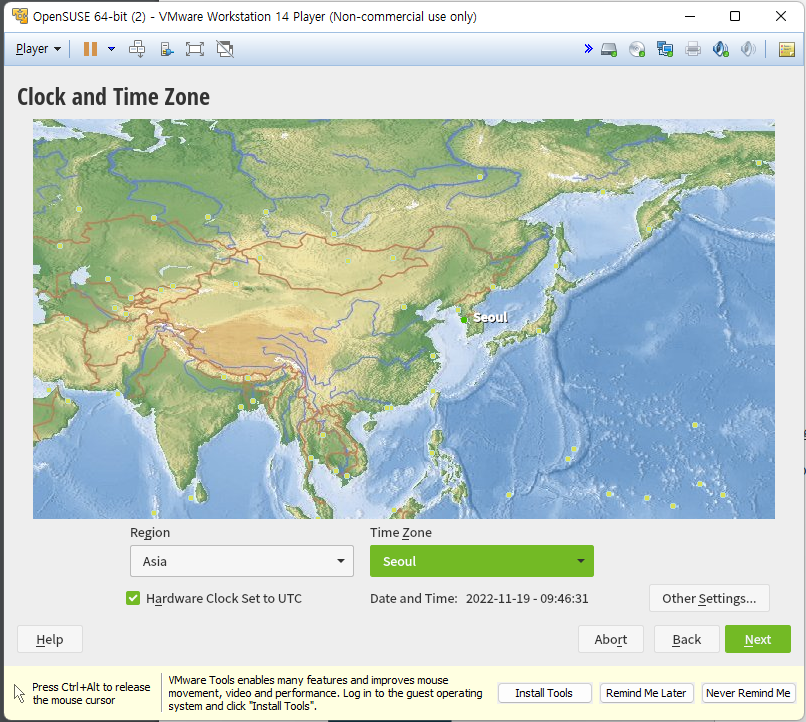 OpenSUSE 64-bit (2) - VMware Workstation 14 Player (Non-commercial use only)
Player
Clock and Time Zone
Seoul
Region
Time Zone
Asia
Seoul
Hardware Clock Set to UTC
Date and Time: 2022-11-19 - 09:46:31
Other Settings...
Help
Abort
Back
Next
Press Ctrl+Alt to release
the mouse cursor
VMware Tools enables many features and improves mouse
movement, video and performance. Log in to the guest operating
system and click "Install Tools".
Install Tools
Remind Me Later
Never Remind Me